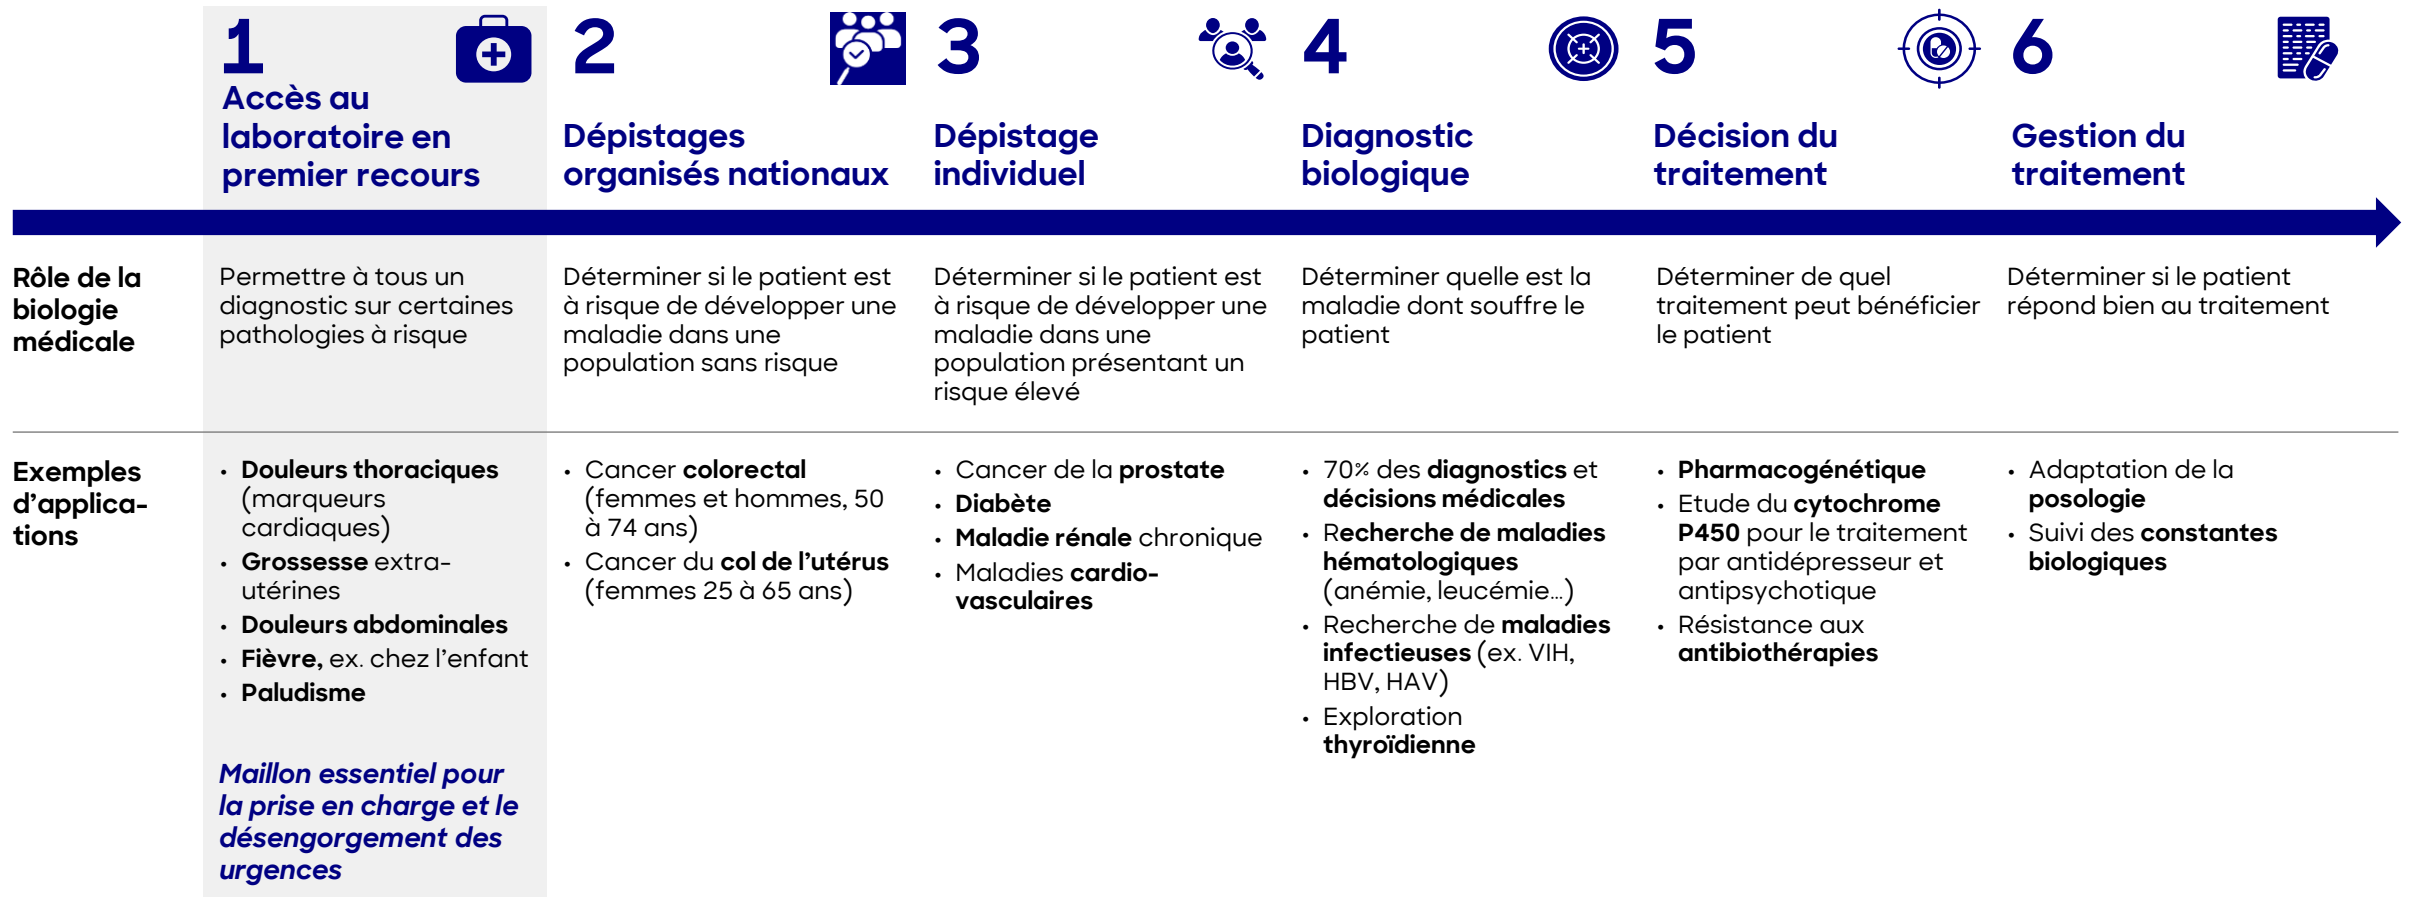 1
Accès au
laboratoire en
premier recours
2
Dépistages
organisés nationaux
3
Dépistage
individuel
4
Diagnostic
biologique
5
Décision du
traitement
6
Gestion du
traitement
Rôle de la
biologie
médicale
Permettre à tous un
diagnostic sur certaines
pathologies à risque
Déterminer si le patient est
à risque de développer une
maladie dans une
population sans risque
Déterminer si le patient est
à risque de développer une
maladie dans une
population présentant un
risque élevé
Déterminer quelle est la
maladie dont souffre le
patient
Déterminer de quel
traitement peut bénéficier
le patient
Déterminer si le patient
répond bien au traitement
Exemples
d'applica-
tions
• Douleurs thoraciques
(marqueurs
cardiaques)
• Grossesse extra-
utérines
• Douleurs abdominales
• Fièvre, ex. chez l'enfant
• Paludisme
Maillon essentiel pour
la prise en charge et le
désengorgement des
urgences
• Cancer colorectal
(femmes et hommes, 50
à 74 ans)
• Cancer du col de l'utérus
(femmes 25 à 65 ans)
• Cancer de la prostate
• Diabète
• Maladie rénale chronique
• Maladies cardio-
vasculaires
• 70% des diagnostics et
décisions médicales
• Recherche de maladies
hématologiques
(anémie, leucémie…)
• Recherche de maladies
infectieuses (ex. VIH,
HBV, HAV)
• Exploration
thyroïdienne
• Pharmacogénétique
• Etude du cytochrome
P450 pour le traitement
par antidépresseur et
antipsychotique
• Résistance aux
antibiothérapies
• Adaptation de la
posologie
• Suivi des constantes
biologiques